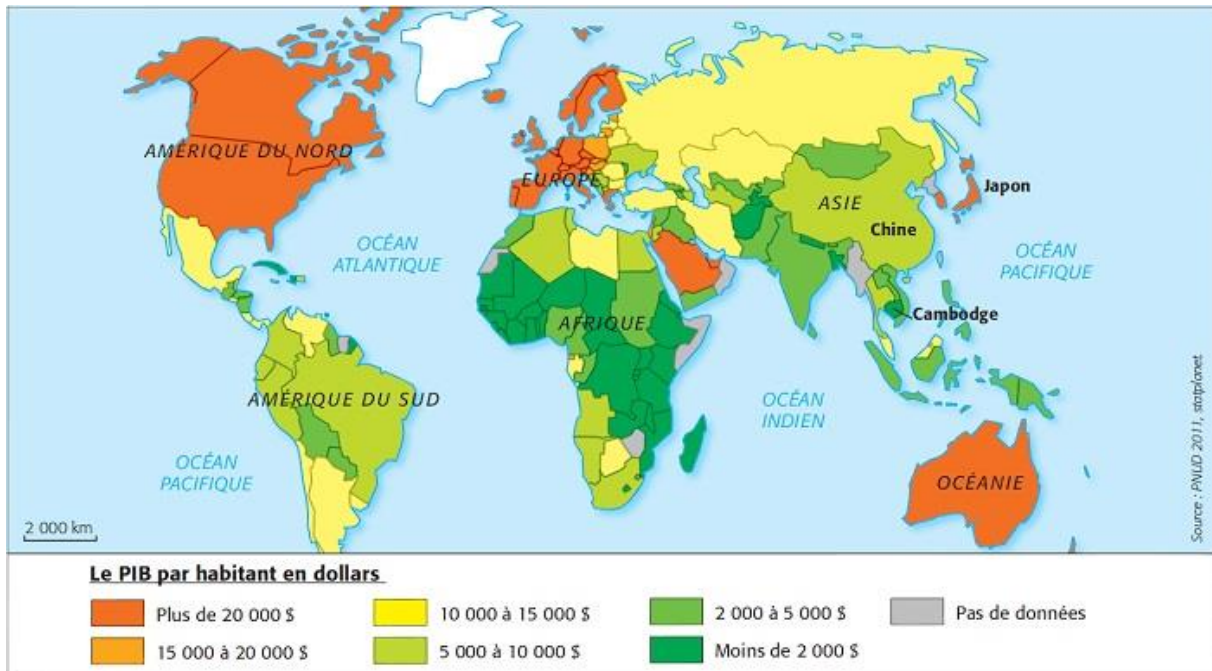 AMÉRIQUE DU NORD
EUROPE
ASIE
Japon
Chine
OCÉAN
ATLANTIQUE
OCÉAN
PACIFIQUE
AFRIQUE
Cambodge
AMÉRIQUE DU SUD
OCÉAN
INDIEN
OCÉAN
PACIFIQUE
OCÉANIE
2 000 km
Source : PNUD 2011, statplanet
Le PIB par habitant en dollars
Plus de 20 000 $
10 000 à 15 000 $
2 000 à 5 000 $
Pas de données
15 000 à 20 000 $
5 000 à 10 000 $
Moins de 2 000 $